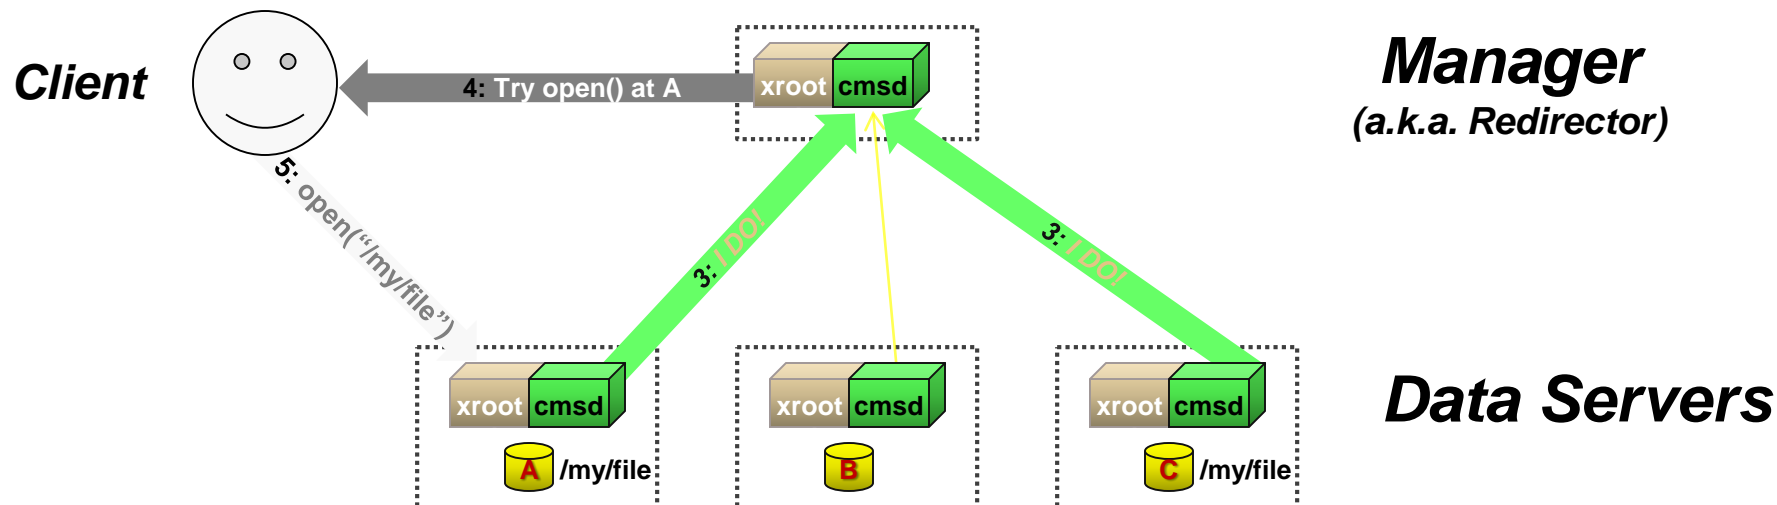 Client
4: Try open() at A
xroot cmsd
Manager
(a.k.a. Redirector)
5: open(“/my/file”)
3: I DO!
3: I DO!
xroot cmsd
xroot cmsd
xroot cmsd
Data Servers
A /my/file
B
C /my/file